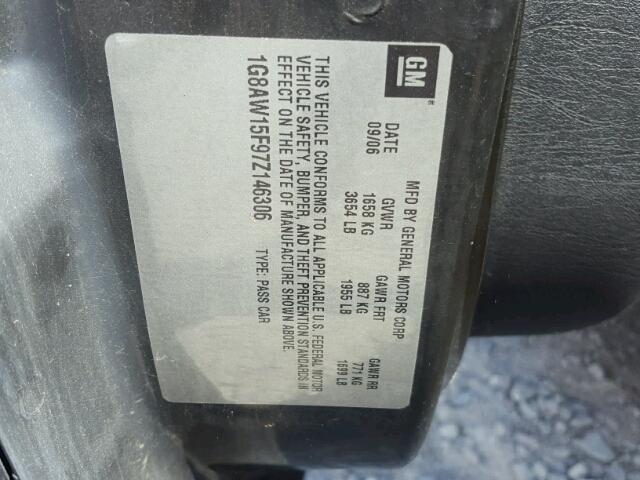 GM
®
MFD BY GENERAL MOTORS CORP
DATE GVWR GAWR FRT GAWR RR
09/06 1658 KG 887 KG 771 KG
3654 LB 1955 LB 1699 LB
THIS VEHICLE CONFORMS TO ALL APPLICABLE U.S. FEDERAL MOTOR
VEHICLE SAFETY, BUMPER, AND THEFT PREVENTION STANDARDS IN
EFFECT ON THE DATE OF MANUFACTURE SHOWN ABOVE.
1G8AW15F97Z146306 TYPE: PASS CAR